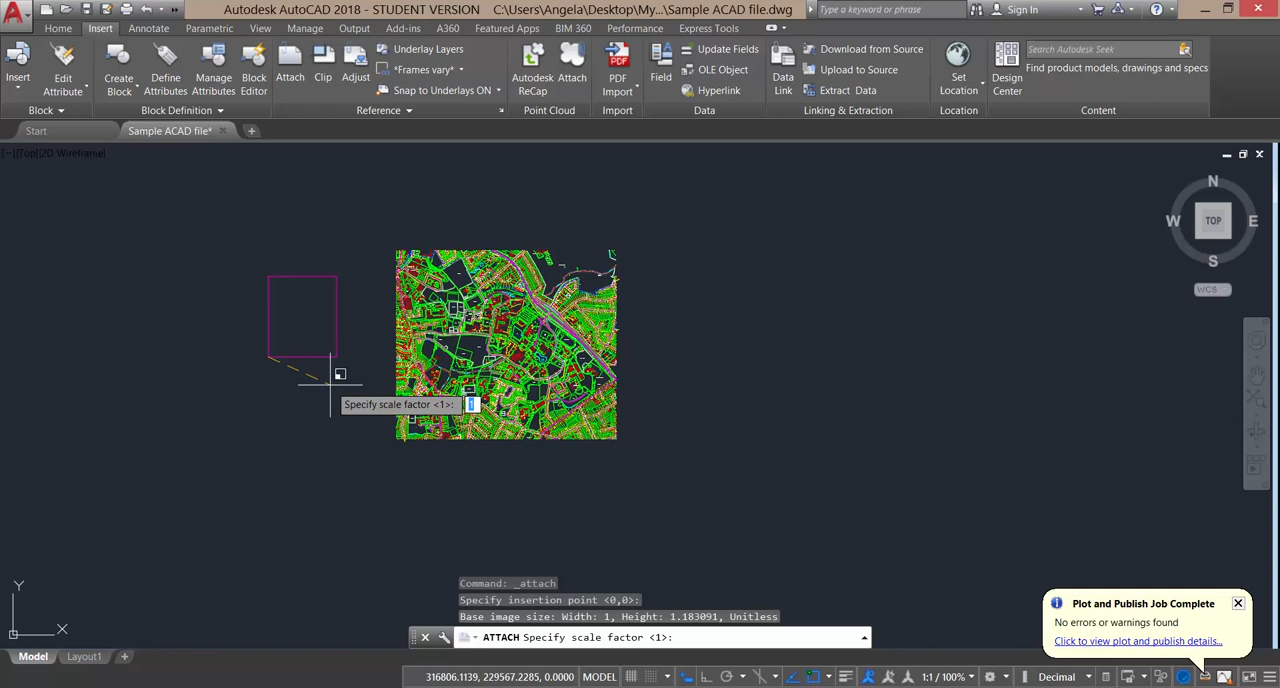 Autodesk AutoCAD 2018 - STUDENT VERSION C:\Users\Angela\Desktop\My...\Sample ACAD file.dwg
Type a keyword or phrase
Sign In
Home Insert Annotate Parametric View Manage Output Add-ins A360 Featured Apps BIM 360 Performance Express Tools
Insert
Edit Attribute
Create Block
Define Attributes
Manage Attributes
Block Editor
Attach
Clip
Adjust
Underlay Layers
*Frames vary*
Snap to Underlays ON
Autodesk ReCap
Attach
PDF Import
Field
Update Fields
OLE Object
Hyperlink
Data Link
Download from Source
Upload to Source
Extract Data
Set Location
Design Center
Search Autodesk Seek
Find product models, drawings and specs
Block Block Definition Reference Point Cloud Import Data Linking & Extraction Location Content
Start Sample ACAD file*
[−][Top][2D Wireframe]
N
W TOP E
S
WCS
Specify scale factor <1>: 1
Command: _attach
Specify insertion point <0,0>:
Base image size: Width: 1, Height: 1.183091, Unitless
ATTACH Specify scale factor <1>:
Y
X
Plot and Publish Job Complete
No errors or warnings found
Click to view plot and publish details...
Model Layout1
316806.1139, 229567.2285, 0.0000 MODEL 1:1 / 100% Decimal